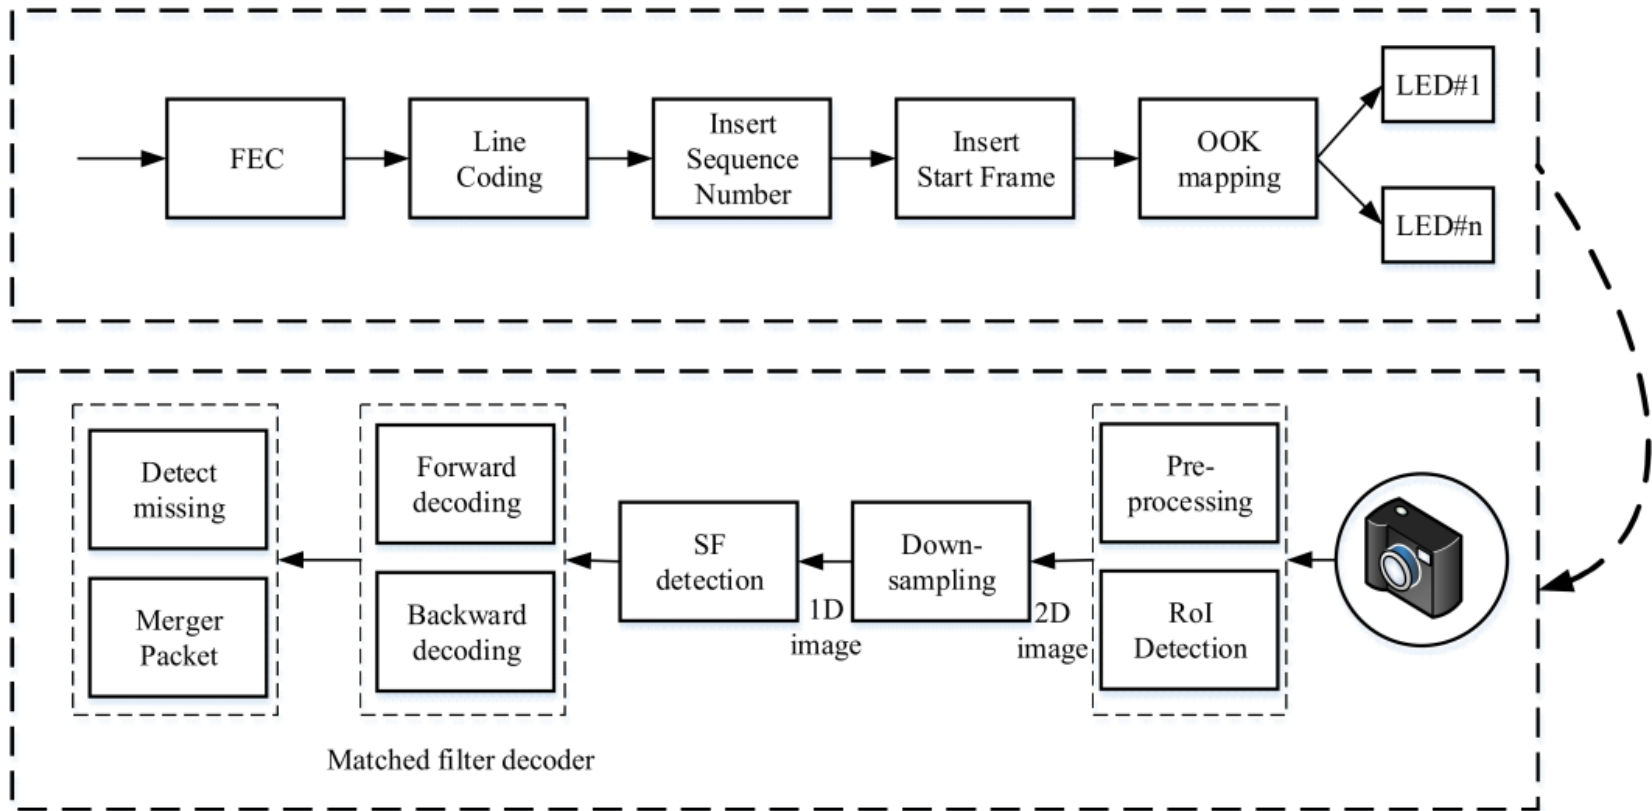 FEC
Line
Coding
Insert
Sequence
Number
Insert
Start Frame
OOK
mapping
LED#1
LED#n
Detect
missing
Merger
Packet
Forward
decoding
Backward
decoding
Matched filter decoder
SF
detection
1D
image
Down-
sampling
2D
image
Pre-
processing
RoI
Detection